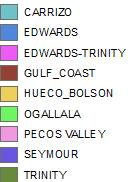 CARRIZO
EDWARDS
EDWARDS-TRINITY
GULF_COAST
HUECO_BOLSON
OGALLALA
PECOS VALLEY
SEYMOUR
TRINITY